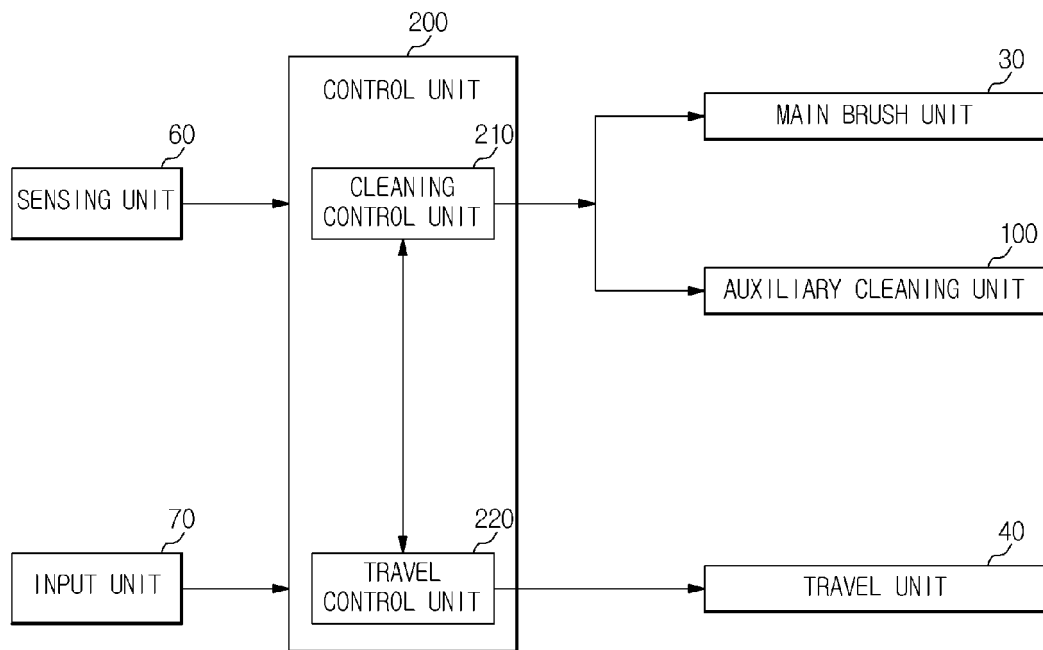 200
CONTROL UNIT
30
MAIN BRUSH UNIT
60
SENSING UNIT
210
CLEANING
CONTROL UNIT
100
AUXILIARY CLEANING UNIT
70
INPUT UNIT
220
TRAVEL
CONTROL UNIT
40
TRAVEL UNIT